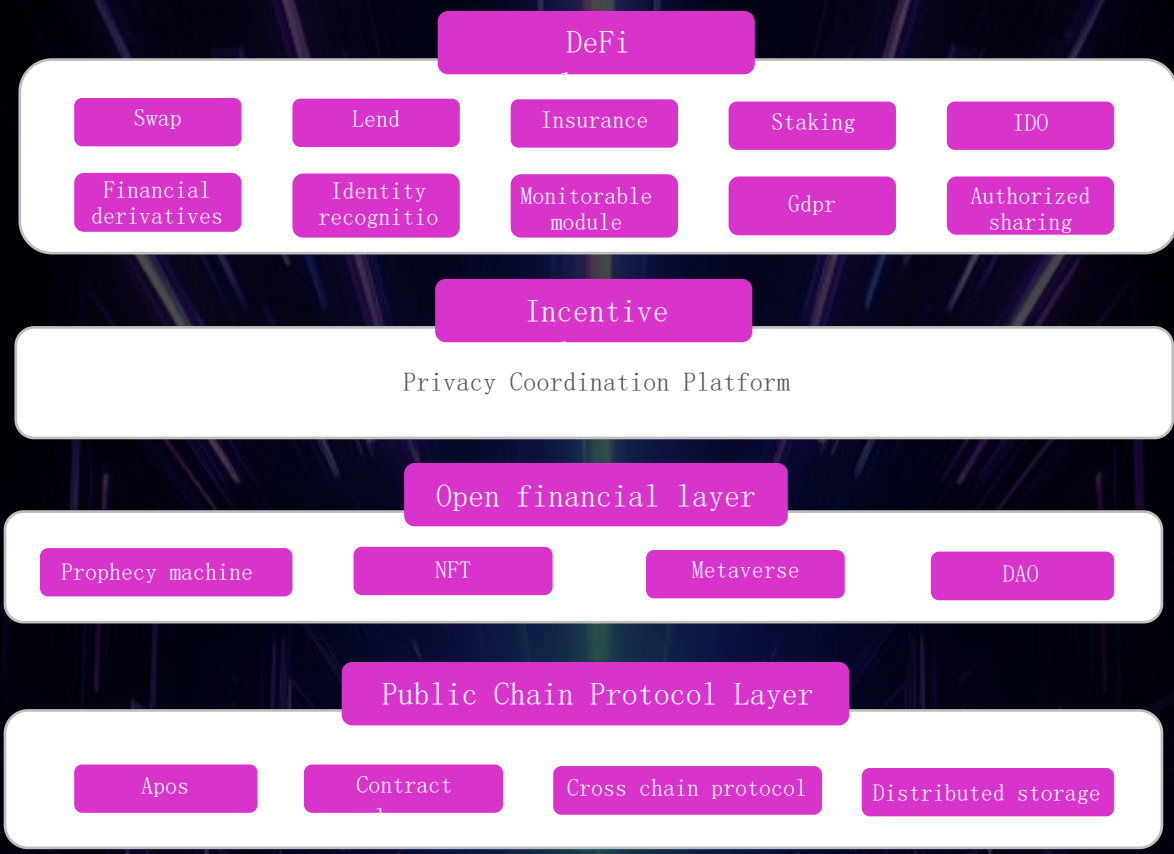 DeFi
Swap
Lend
Insurance
Staking
IDO
Financial
derivatives
Identity
recognitio
Monitorable
module
Gdpr
Authorized
sharing
Incentive
Privacy Coordination Platform
Open financial layer
Prophecy machine
NFT
Metaverse
DAO
Public Chain Protocol Layer
Apos
Contract
Cross chain protocol
Distributed storage